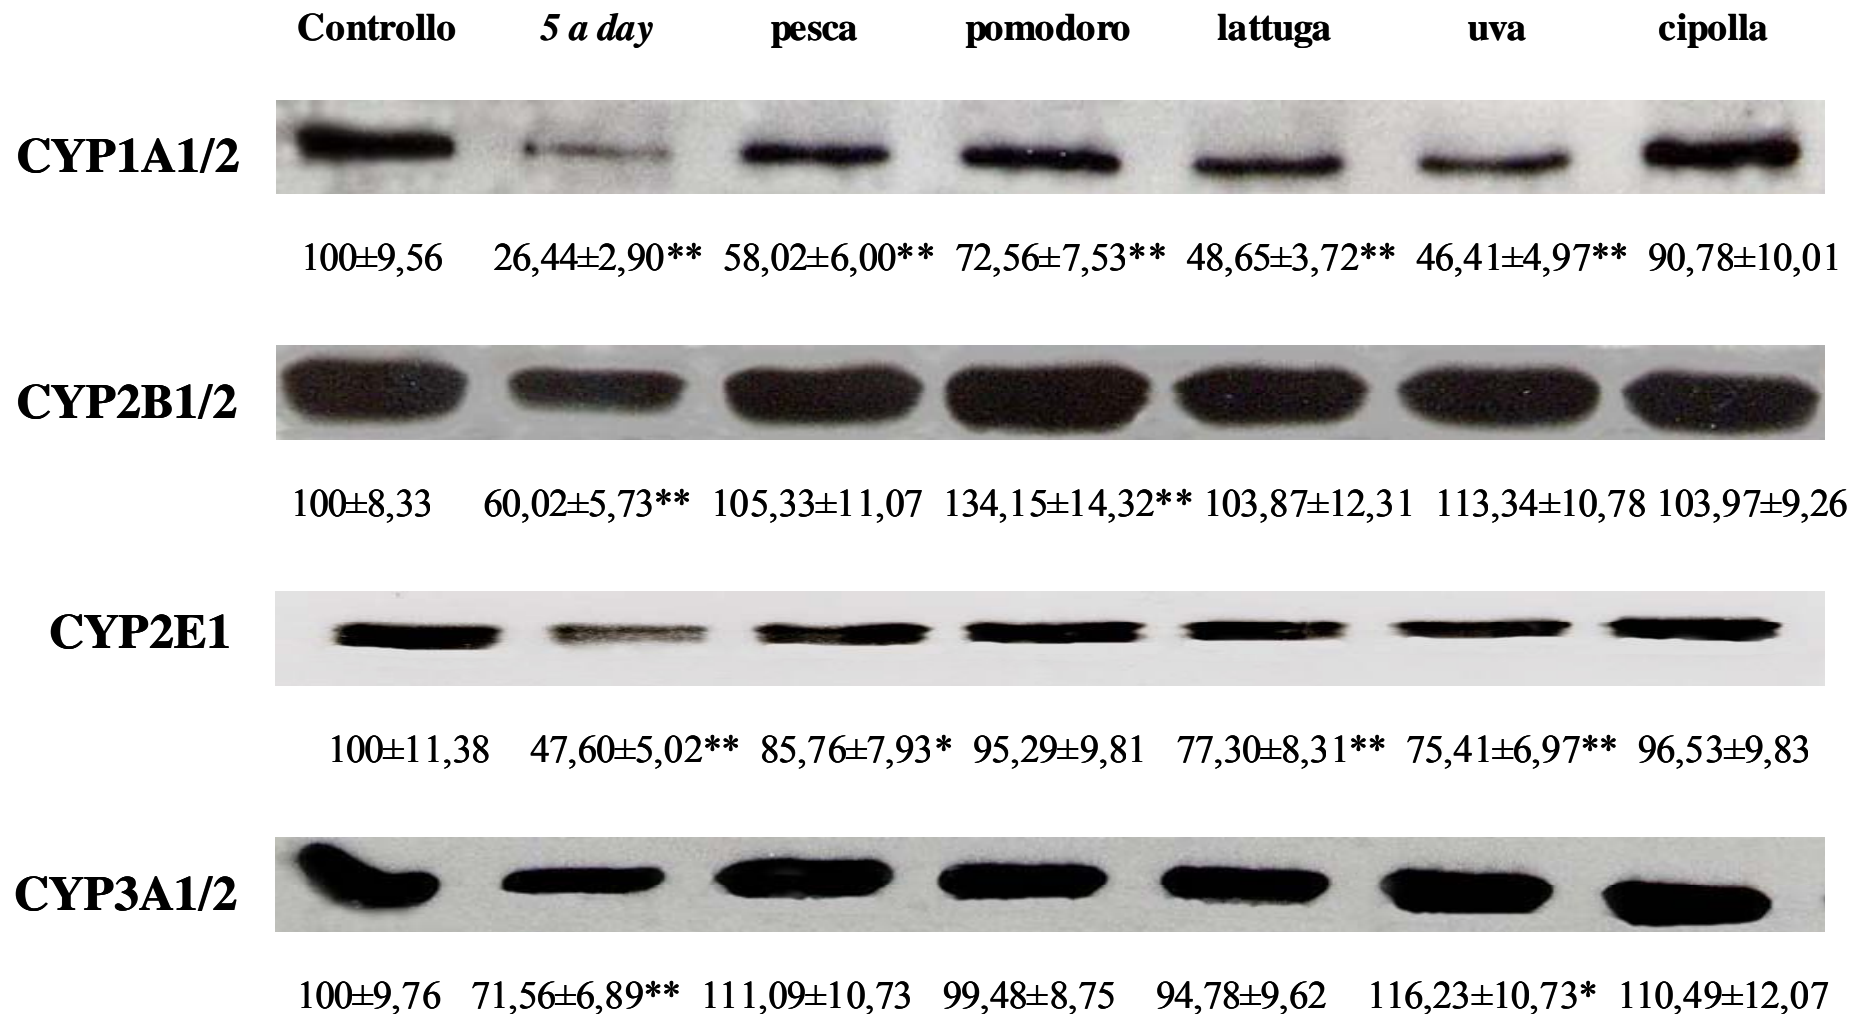 Controllo 5 a day pesca pomodoro lattuga uva cipolla
CYP1A1/2
100±9,56 26,44±2,90** 58,02±6,00** 72,56±7,53** 48,65±3,72** 46,41±4,97** 90,78±10,01
CYP2B1/2
100±8,33 60,02±5,73** 105,33±11,07 134,15±14,32** 103,87±12,31 113,34±10,78 103,97±9,26
CYP2E1
100±11,38 47,60±5,02** 85,76±7,93* 95,29±9,81 77,30±8,31** 75,41±6,97** 96,53±9,83
CYP3A1/2
100±9,76 71,56±6,89** 111,09±10,73 99,48±8,75 94,78±9,62 116,23±10,73* 110,49±12,07